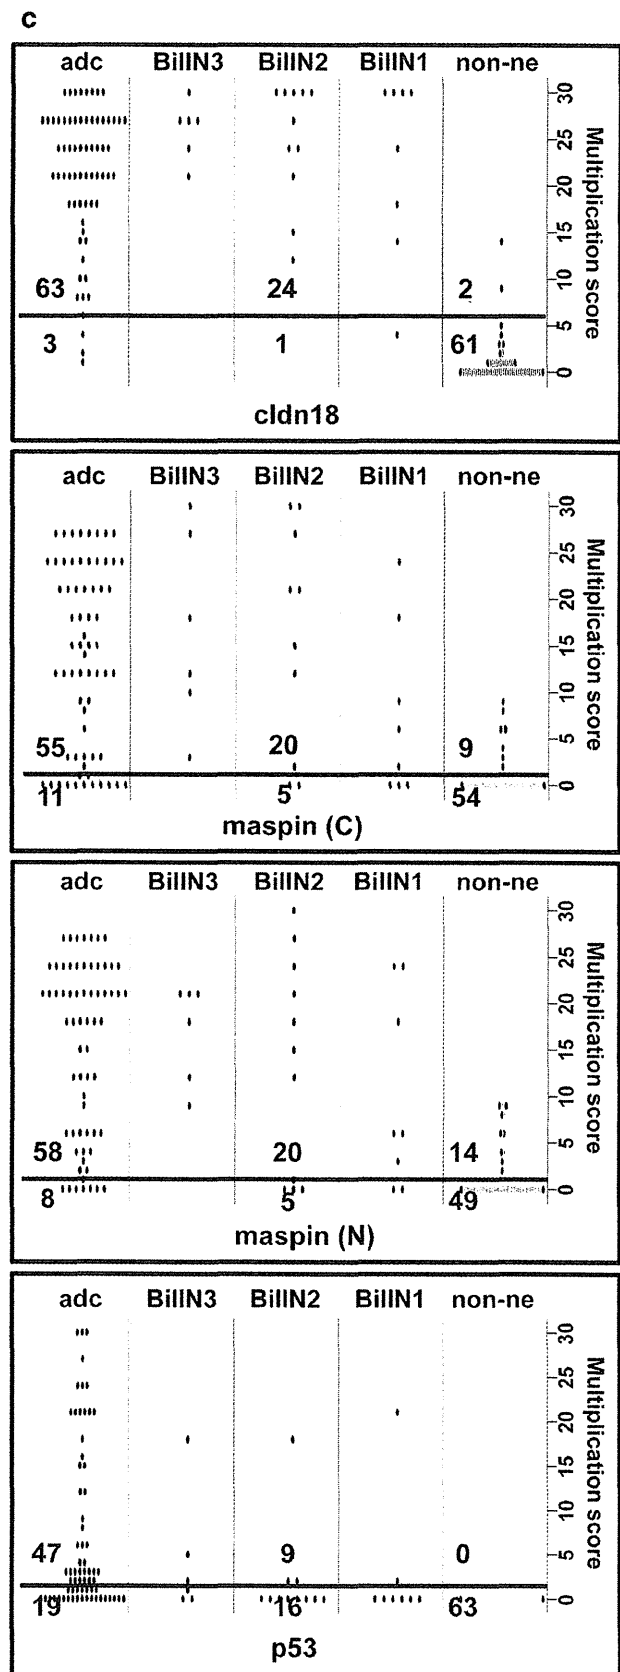 c
adc BilIN3 BilIN2 BilIN1 non-ne
30
25
20
15
10
5
0
Multiplication score
63 24 2
3 1 61
cldn18
adc BilIN3 BilIN2 BilIN1 non-ne
30
25
20
15
10
5
0
Multiplication score
55 20 9
11 5 54
maspin (C)
adc BilIN3 BilIN2 BilIN1 non-ne
30
25
20
15
10
5
0
Multiplication score
58 20 14
8 5 49
maspin (N)
adc BilIN3 BilIN2 BilIN1 non-ne
30
25
20
15
10
5
0
Multiplication score
47 9 0
19 16 63
p53